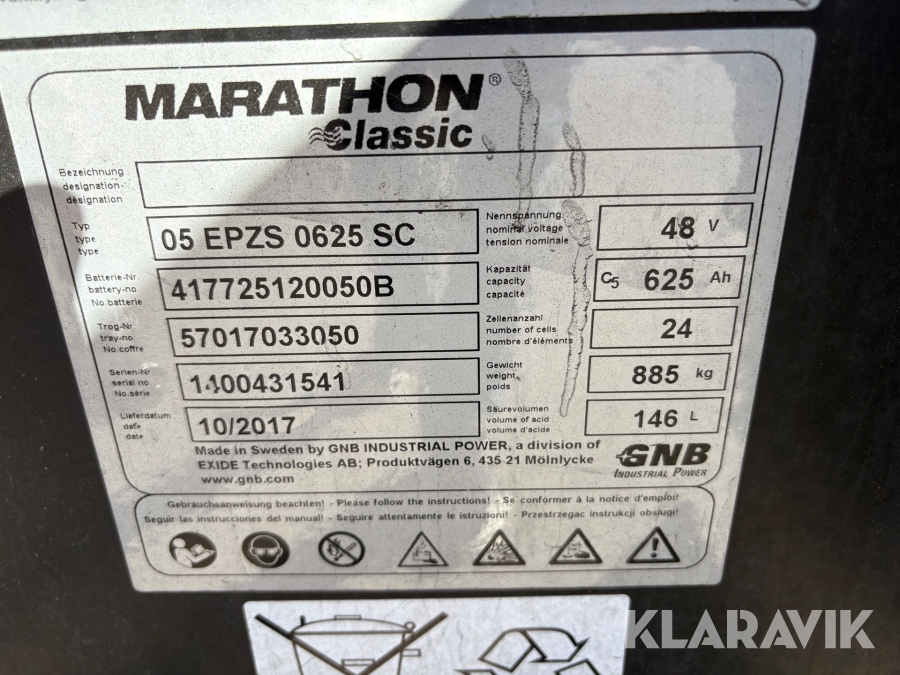 MARATHON®
Classic
Bezeichnung
designation
désignation
Typ
type
type
05 EPZS 0625 SC
Nennspannung
nominal voltage
tension nominale
48 V
Batterie-Nr.
battery-no
No.batterie
417725120050B
Kapazität
capacity
capacité
C5 625 Ah
Trog-Nr.
tray-no.
No.coffre
57017033050
Zellenanzahl
number of cells
nombre d'éléments
24
Serien-Nr
serial no.
No.série
1400431541
Gewicht
weight
poids
885 kg
Lieferdatum
date
date
10/2017
Säurevolumen
volume of acid
volume d'acide
146 L
Made in Sweden by GNB INDUSTRIAL POWER, a division of
EXIDE Technologies AB; Produktvägen 6, 435 21 Mölnlycke
www.gnb.com
GNB
INDUSTRIAL POWER
Gebrauchsanweisung beachten! - Please follow the instructions! - Se conformer à la notice d'emploi!
Seguir las instrucciones del manual! - Seguire attentamente le istruzioni! - Przestrzegac instrukcji obslugi!
KLARAVIK